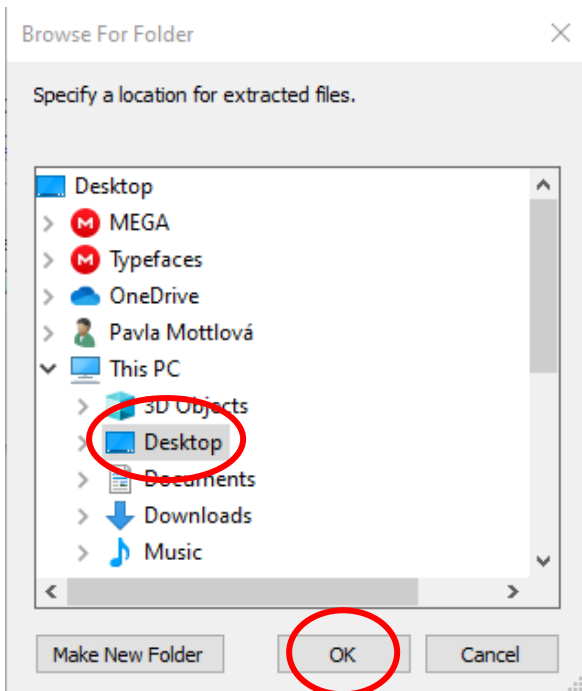 Browse For Folder
Specify a location for extracted files.
Desktop
MEGA
Typefaces
OneDrive
Pavla Mottlová
This PC
3D Objects
Desktop
Documents
Downloads
Music
Make New Folder OK Cancel